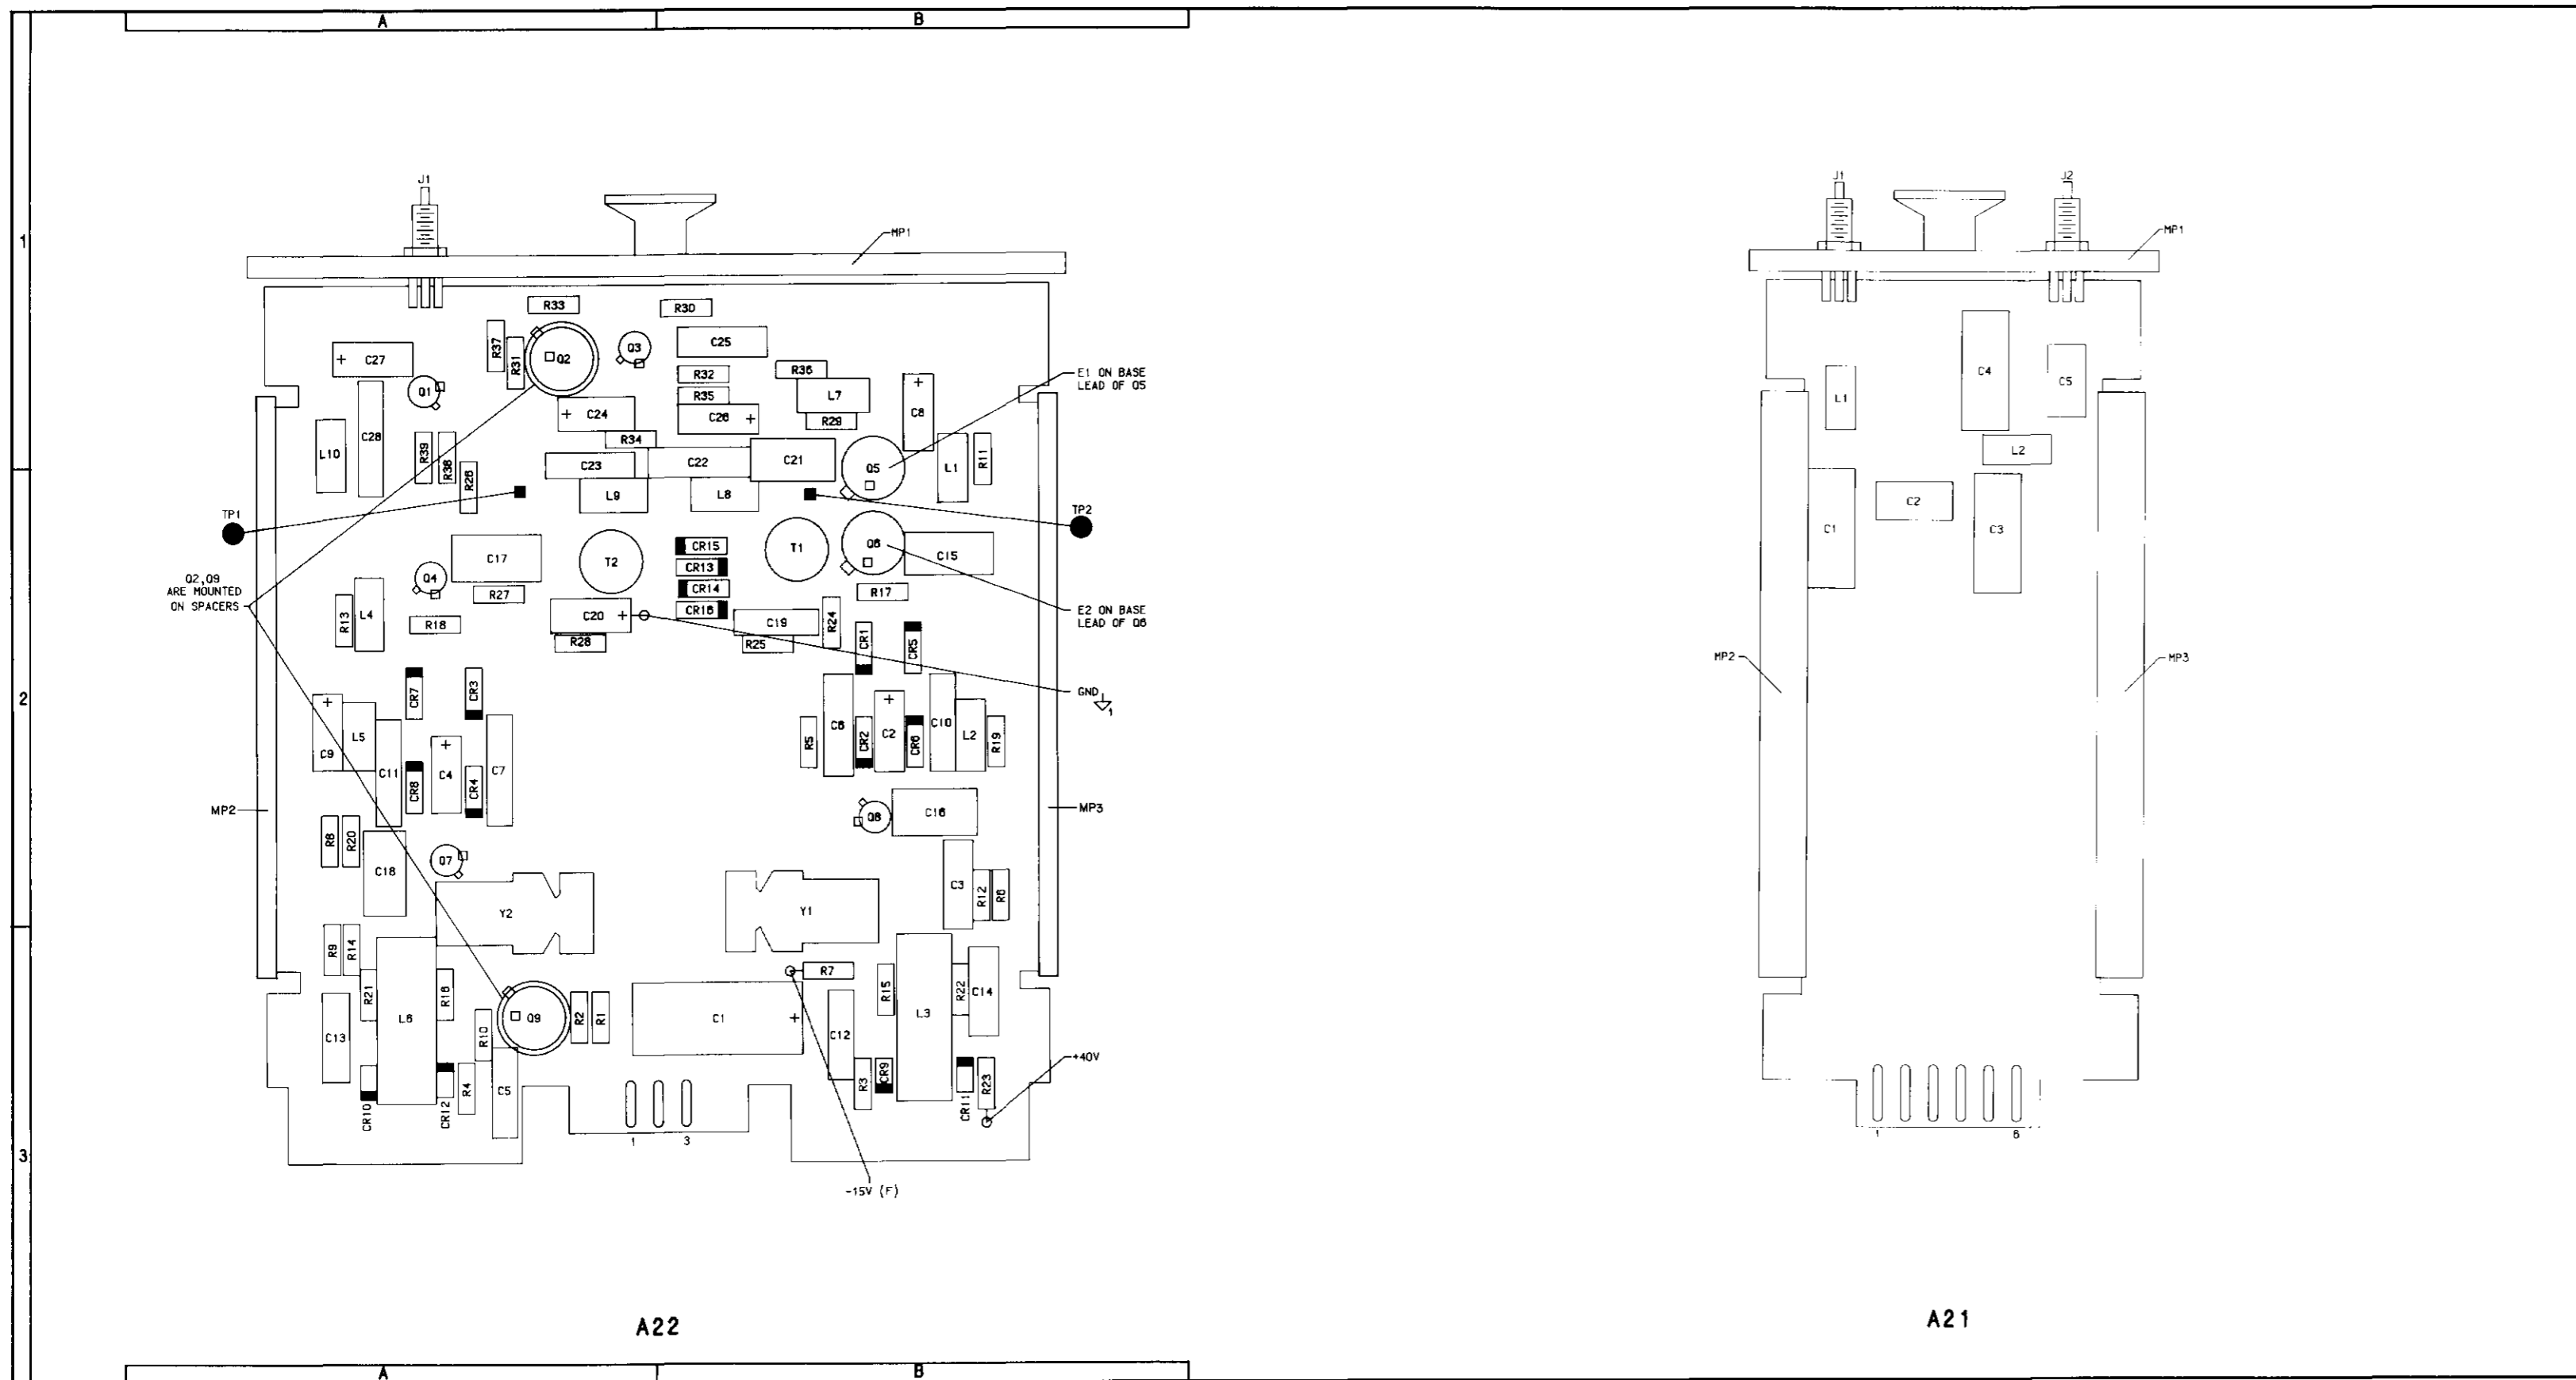 A
B
J1
J1
J2
1
MP1
MP1
R33
R30
R37
R31
Q2
Q3
C25
C27
Q1
R32
R36
R35
L7
C8
E1 ON BASE
LEAD OF Q5
C24
C26
R29
L10
C28
R39
R38
R26
R34
C23
C22
C21
Q5
L1
R11
L9
L8
TP1
TP2
C17
T2
CR15
CR13
CR14
CR16
T1
Q6
C15
Q2,Q9
ARE MOUNTED
ON SPACERS
Q4
R27
R17
R13
L4
R18
C20
R28
C19
R25
R24
E2 ON BASE
LEAD OF Q6
CR1
CR5
CR7
CR3
GND
1
2
C9
L5
C11
CR8
C4
CR4
C7
R5
C6
CR2
C2
CR6
C10
L2
R19
MP2
MP3
Q8
C16
R8
R20
C18
Q7
Y2
Y1
C3
R12
R6
R9
R14
R7
R21
L6
R16
R10
Q9
R2
R1
C1
C12
R15
L3
R22
C14
C13
CR10
CR12
R4
C5
R3
CR9
CR11
R23
+40V
1
3
3
-15V (F)
L1
C4
C5
L2
C1
C2
C3
MP2
MP3
1
6
A22
A21
A
B